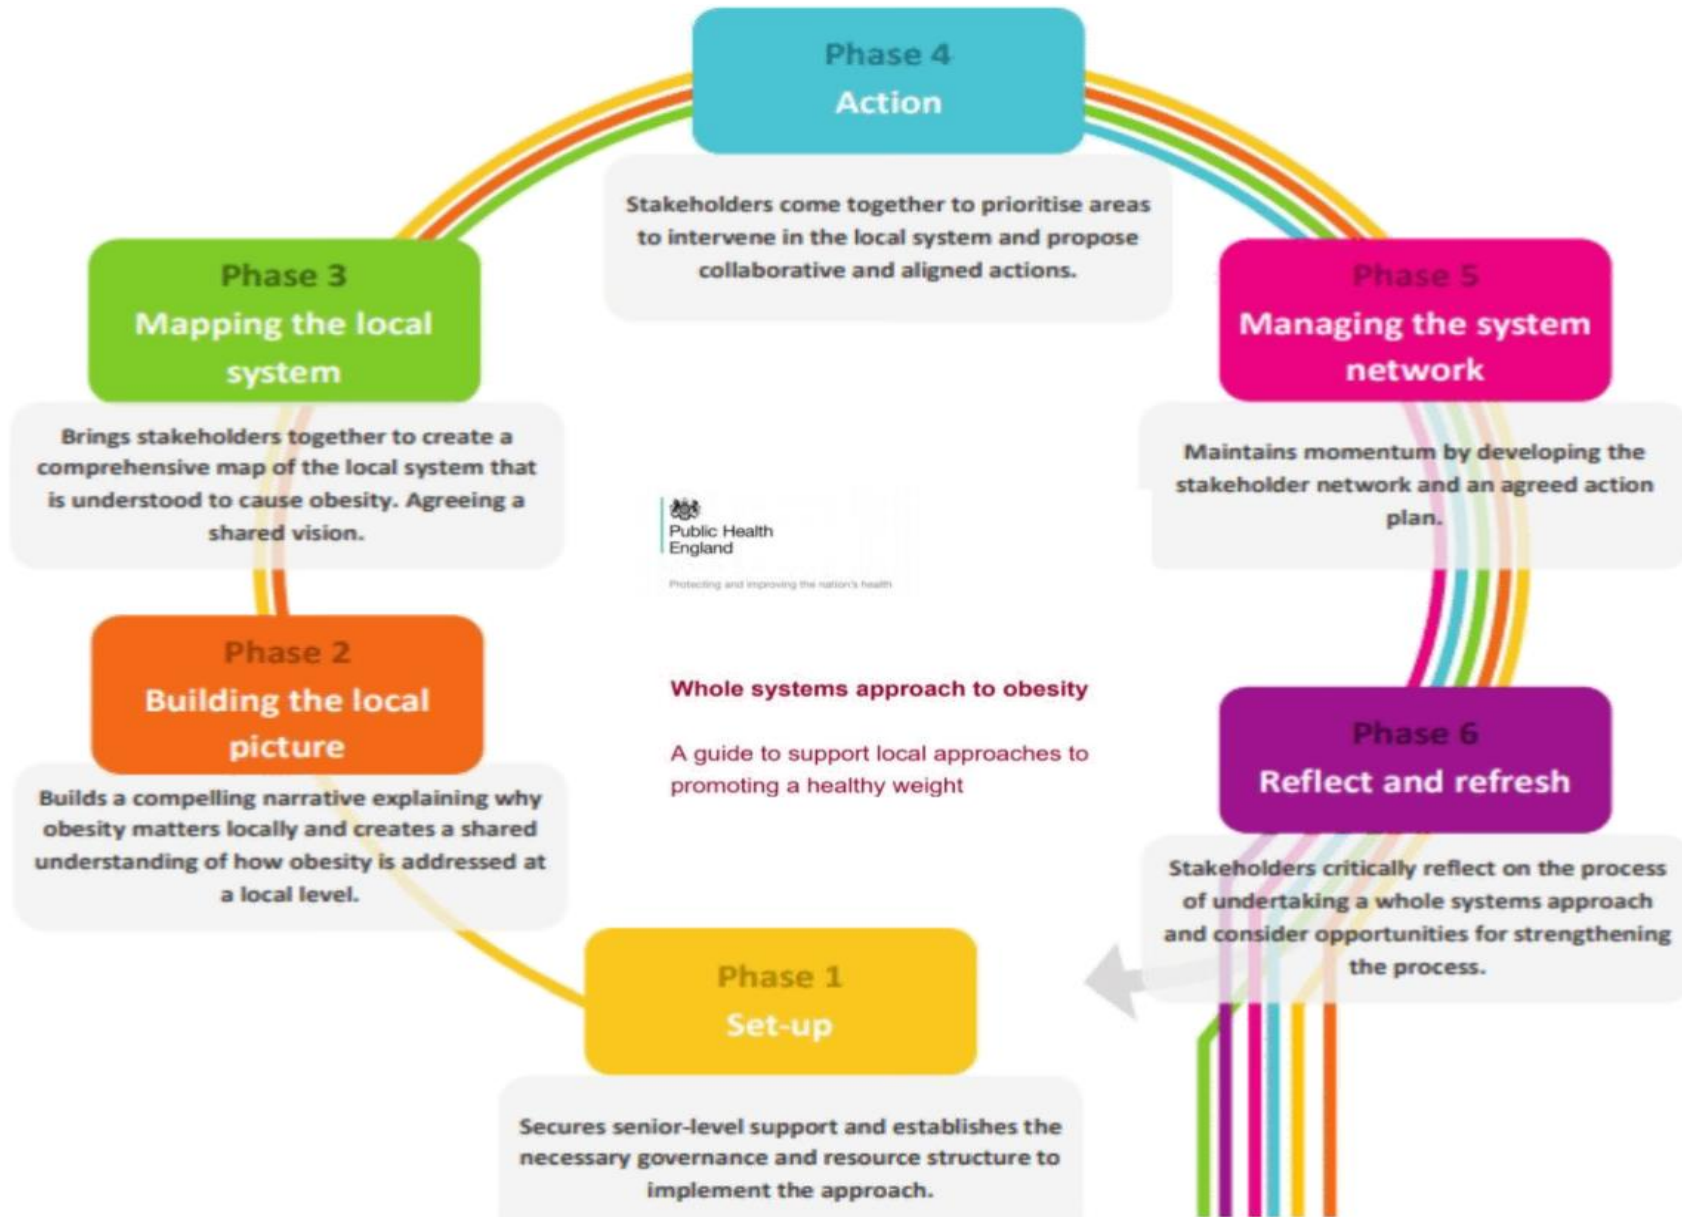 Phase 4
Action
Stakeholders come together to prioritise areas
to intervene in the local system and propose
collaborative and aligned actions.
Phase 3
Mapping the local
system
Brings stakeholders together to create a
comprehensive map of the local system that
is understood to cause obesity. Agreeing a
shared vision.
Phase 5
Managing the system
network
Maintains momentum by developing the
stakeholder network and an agreed action
plan.
Public Health
England
Protecting and improving the nation's health
Phase 2
Building the local
picture
Builds a compelling narrative explaining why
obesity matters locally and creates a shared
understanding of how obesity is addressed at
a local level.
Whole systems approach to obesity
A guide to support local approaches to
promoting a healthy weight
Phase 6
Reflect and refresh
Stakeholders critically reflect on the process
of undertaking a whole systems approach
and consider opportunities for strengthening
the process.
Phase 1
Set-up
Secures senior-level support and establishes the
necessary governance and resource structure to
implement the approach.